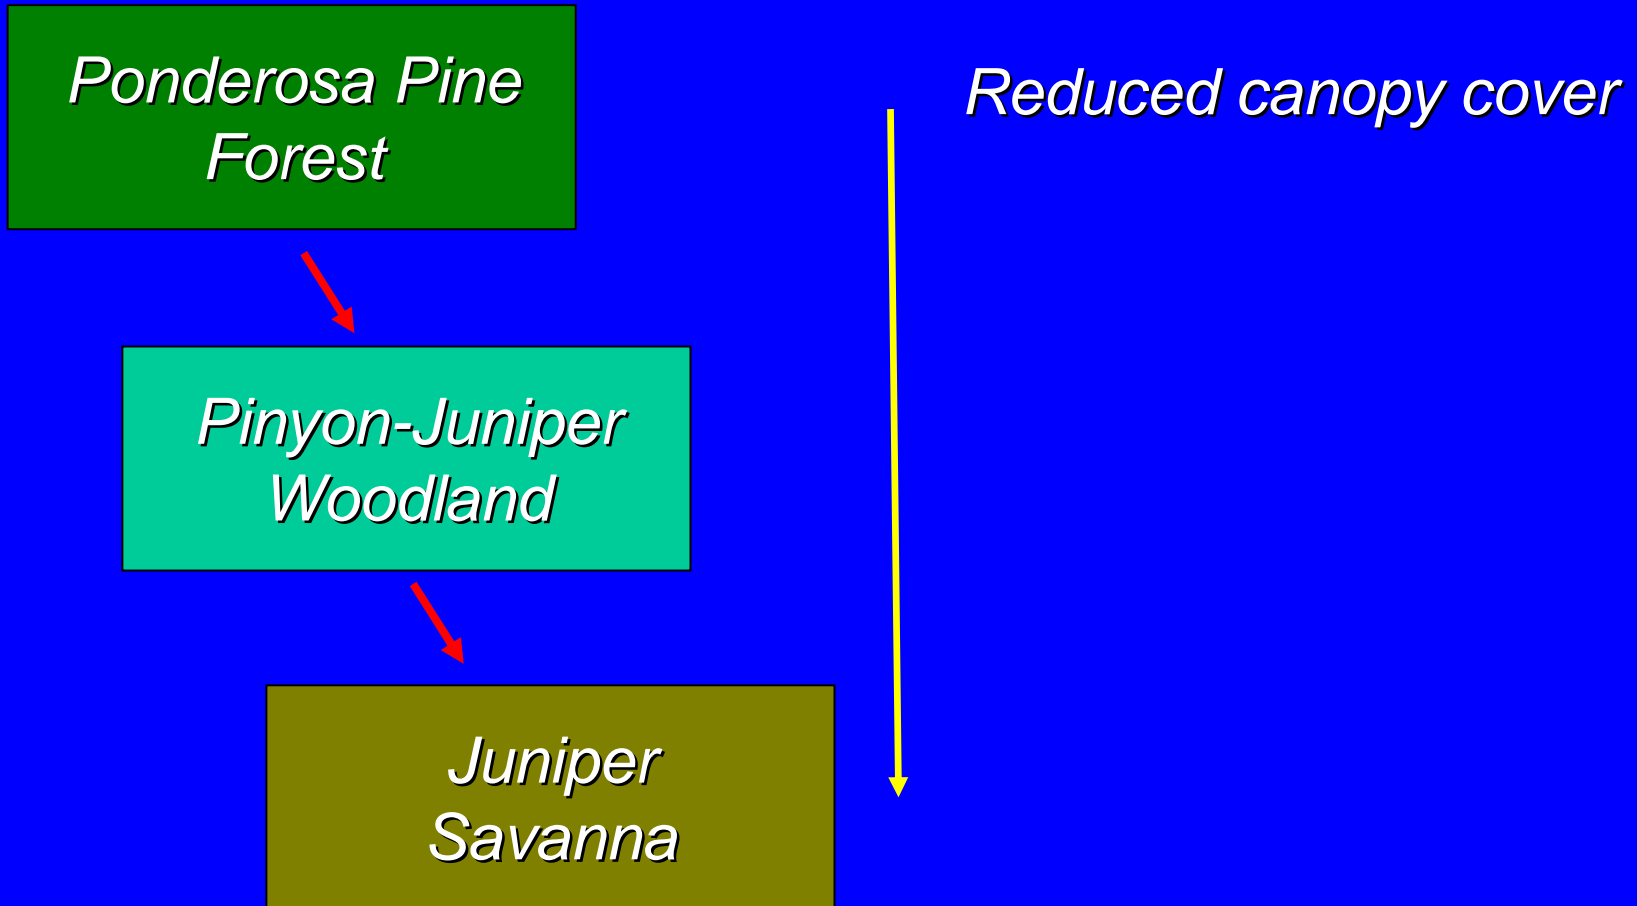 Ponderosa Pine
Forest
Reduced canopy cover
Pinyon-Juniper
Woodland
Juniper
Savanna